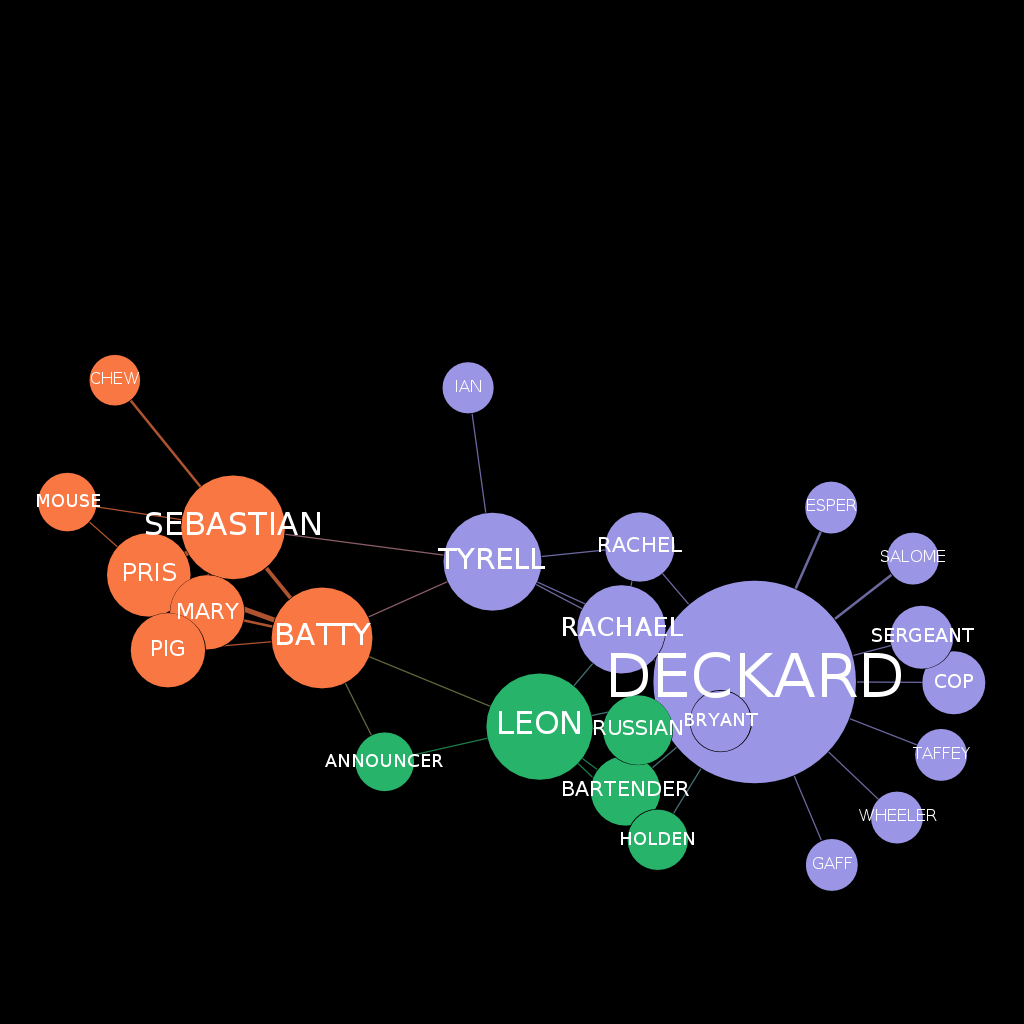 CHEW
IAN
MOUSE
ESPER
SEBASTIAN
RACHEL
SALOME
TYRELL
PRIS
MARY
RACHAEL
BATTY
SERGEANT
PIG
DECKARD
COP
LEON
RUSSIAN
BRYANT
TAFFEY
ANNOUNCER
BARTENDER
WHEELER
HOLDEN
GAFF